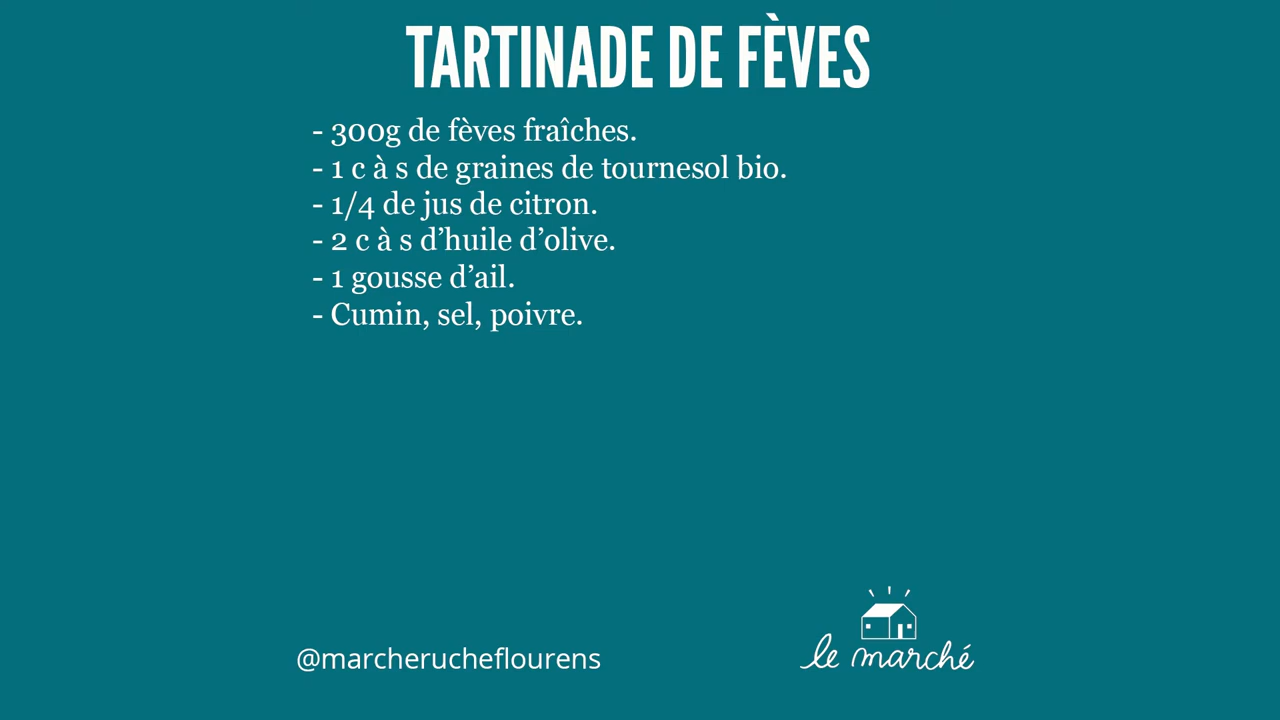 TARTINADE DE FÈVES
- 300g de fèves fraîches.
- 1 c à s de graines de tournesol bio.
- 1/4 de jus de citron.
- 2 c à s d’huile d’olive.
- 1 gousse d’ail.
- Cumin, sel, poivre.
@marcherucheflourens
le marché